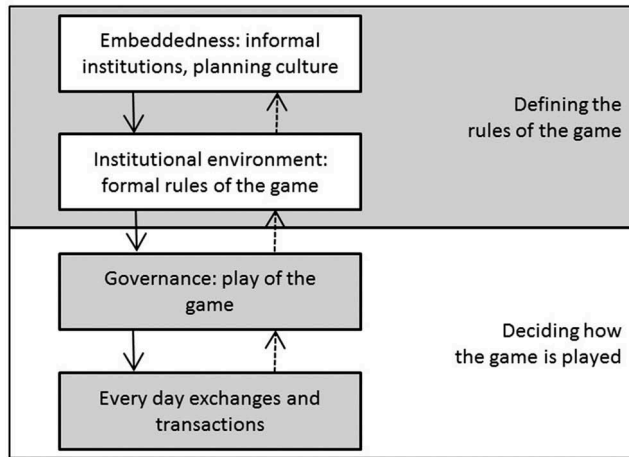 Embeddedness: informal
institutions, planning culture
Defining the
rules of the game
Institutional environment:
formal rules of the game
Governance: play of the
game
Deciding how
the game is played
Every day exchanges and
transactions